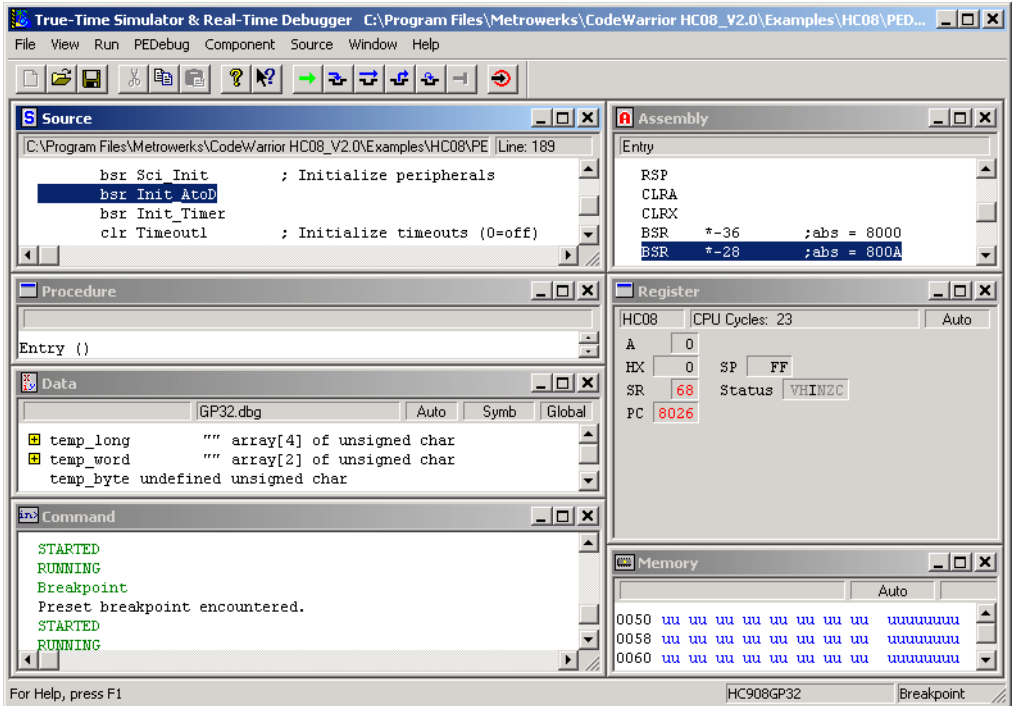 True-Time Simulator & Real-Time Debugger C:\Program Files\Metrowerks\CodeWarrior HC08_V2.0\Examples\HC08\PED...
File View Run PEDebug Component Source Window Help
Source
C:\Program Files\Metrowerks\CodeWarrior HC08_V2.0\Examples\HC08\PE Line: 189
bsr Sci_Init ; Initialize peripherals
bsr Init_AtoD
bsr Init_Timer
clr Timeout1 ; Initialize timeouts (0=off)
Assembly
Entry
RSP
CLRA
CLRX
BSR *-36 ;abs = 8000
BSR *-28 ;abs = 800A
Procedure
Entry ()
Register
HC08 CPU Cycles: 23 Auto
A 0
HX 0 SP FF
SR 68 Status VHINZC
PC 8026
Data
GP32.dbg Auto Symb Global
temp_long "" array[4] of unsigned char
temp_word "" array[2] of unsigned char
temp_byte undefined unsigned char
Command
STARTED
RUNNING
Breakpoint
Preset breakpoint encountered.
STARTED
RUNNING
Memory
Auto
0050 uu uu uu uu uu uu uu uu uuuuuuuu
0058 uu uu uu uu uu uu uu uu uuuuuuuu
0060 uu uu uu uu uu uu uu uu uuuuuuuu
For Help, press F1 HC908GP32 Breakpoint